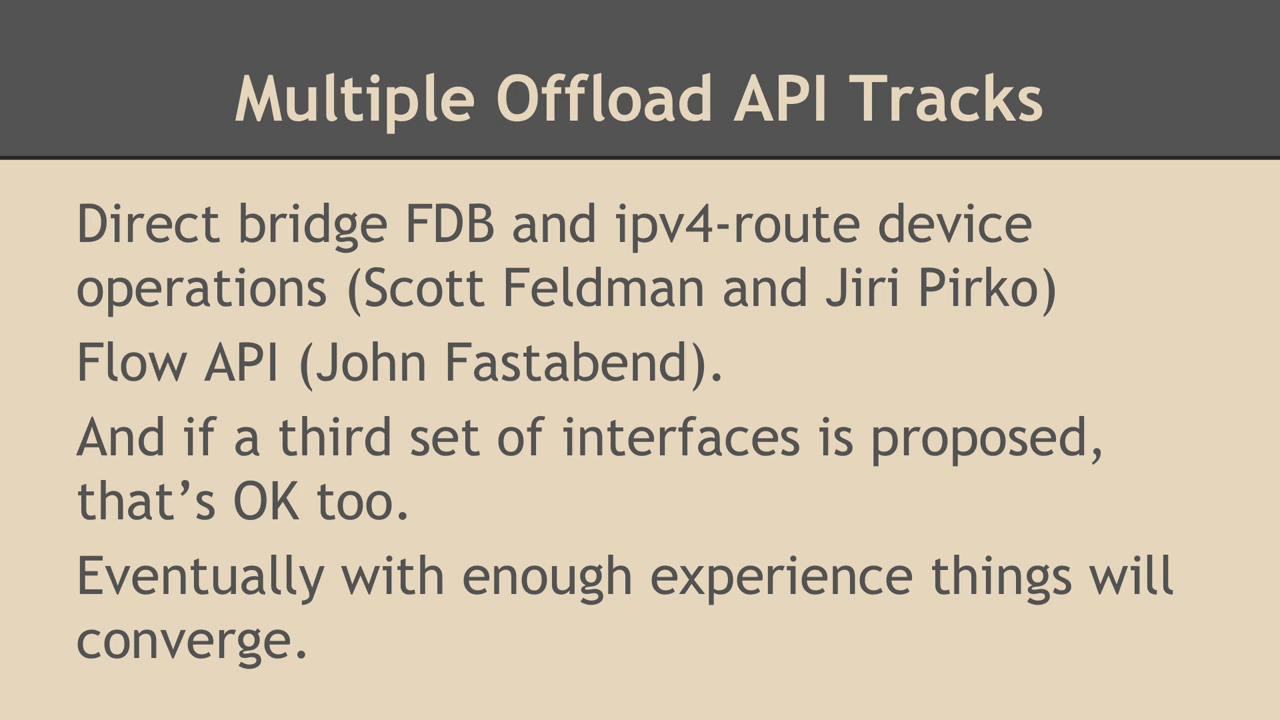 Multiple Offload API Tracks
Direct bridge FDB and ipv4-route device
operations (Scott Feldman and Jiri Pirko)
Flow API (John Fastabend).
And if a third set of interfaces is proposed,
that’s OK too.
Eventually with enough experience things will
converge.